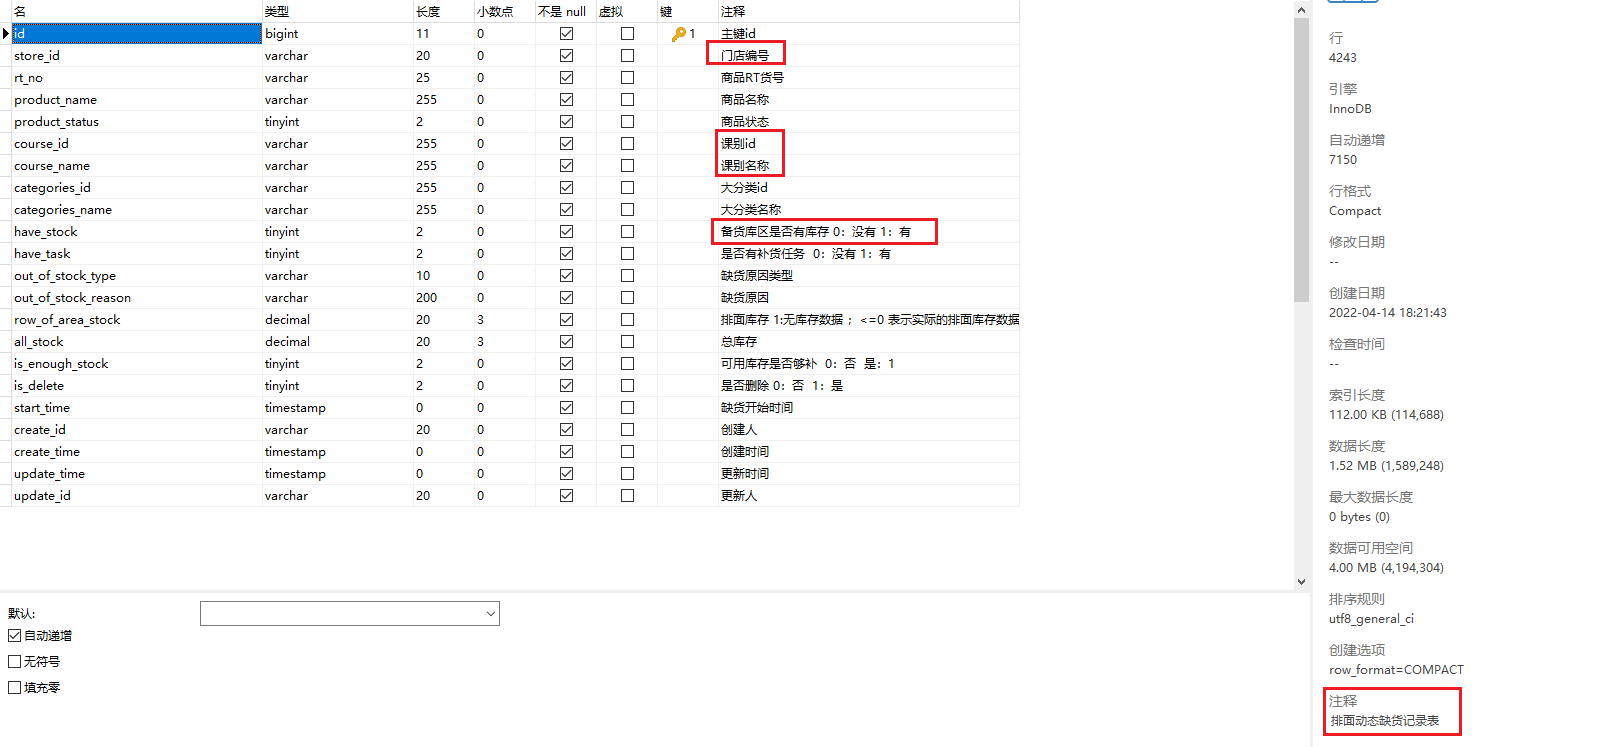 名 类型 长度 小数点 不是 null 虚拟 键 注释
id bigint 11 0 1 主键id
store_id varchar 20 0 门店编号
rt_no varchar 25 0 商品RT货号
product_name varchar 255 0 商品名称
product_status tinyint 2 0 商品状态
course_id varchar 255 0 课别id
course_name varchar 255 0 课别名称
categories_id varchar 255 0 大分类id
categories_name varchar 255 0 大分类名称
have_stock tinyint 2 0 备货库区是否有库存 0：没有 1：有
have_task tinyint 2 0 是否有补货任务 0：没有 1：有
out_of_stock_type varchar 10 0 缺货原因类型
out_of_stock_reason varchar 200 0 缺货原因
row_of_area_stock decimal 20 3 排面库存 1:无库存数据 ；<=0 表示实际的排面库存数据
all_stock decimal 20 3 总库存
is_enough_stock tinyint 2 0 可用库存是否够补 0：否 是：1
is_delete tinyint 2 0 是否删除 0：否 1：是
start_time timestamp 0 0 缺货开始时间
create_id varchar 20 0 创建人
create_time timestamp 0 0 创建时间
update_time timestamp 0 0 更新时间
update_id varchar 20 0 更新人
默认:
自动递增
无符号
填充零
行
4243
引擎
InnoDB
自动递增
7150
行格式
Compact
修改日期
--
创建日期
2022-04-14 18:21:43
检查时间
--
索引长度
112.00 KB (114,688)
数据长度
1.52 MB (1,589,248)
最大数据长度
0 bytes (0)
数据可用空间
4.00 MB (4,194,304)
排序规则
utf8_general_ci
创建选项
row_format=COMPACT
注释
排面动态缺货记录表